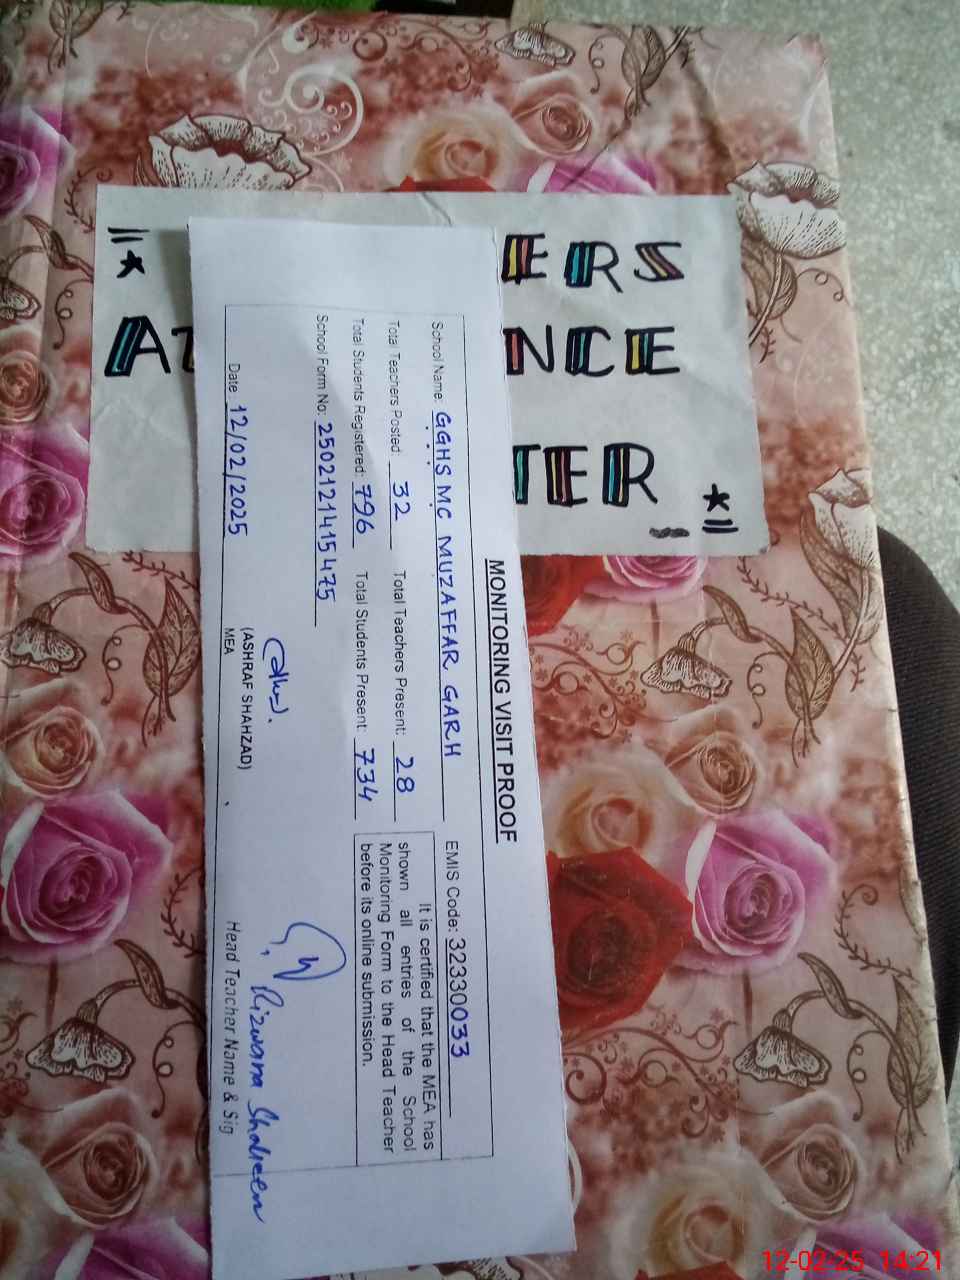 "*
ERS
A NCE
TER
*"
MONITORING VISIT PROOF
School Name: GGHS MC MUZAFFAR GARH EMIS Code: 32330033
Total Teachers Posted: 32 Total Teachers Present: 28
Total Students Registered: 796 Total Students Present: 734
It is certified that the MEA has
shown all entries of the School
Monitoring Form to the Head Teacher
before its online submission.
School Form No: 2502121415475
Rizwana Shaheen
(ASHRAF SHAHZAD)
Date: 12/02/2025 MEA Head Teacher Name & Sig
12-02-25 14:21